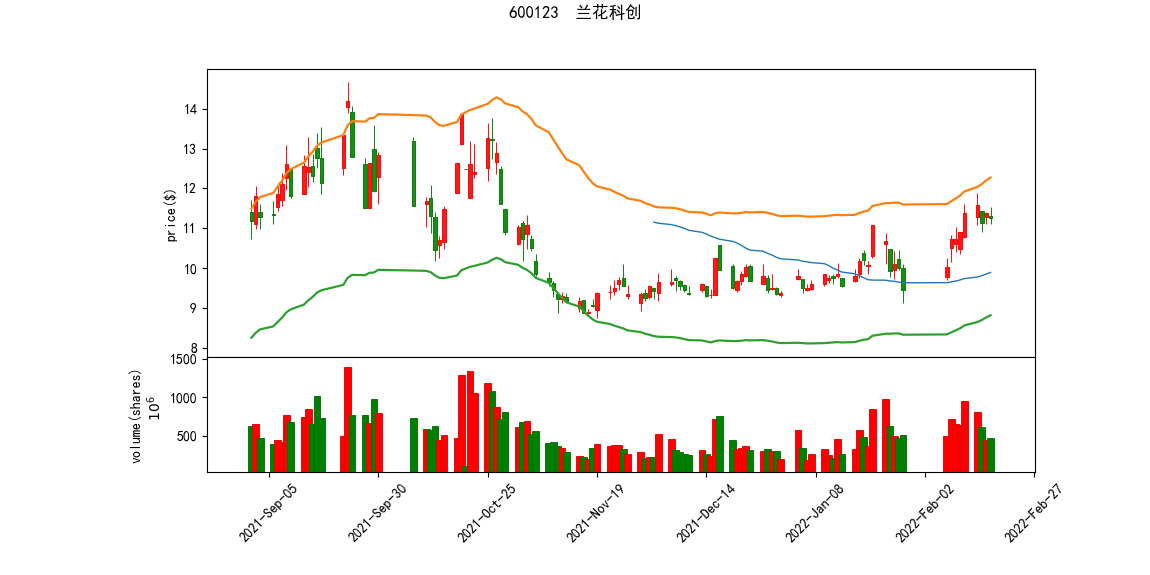 600123 兰花科创
price($)
14
13
12
11
10
9
8
volume(shares)
10^6
1500
1000
500
2021-Sep-05
2021-Sep-30
2021-Oct-25
2021-Nov-19
2021-Dec-14
2022-Jan-08
2022-Feb-02
2022-Feb-27